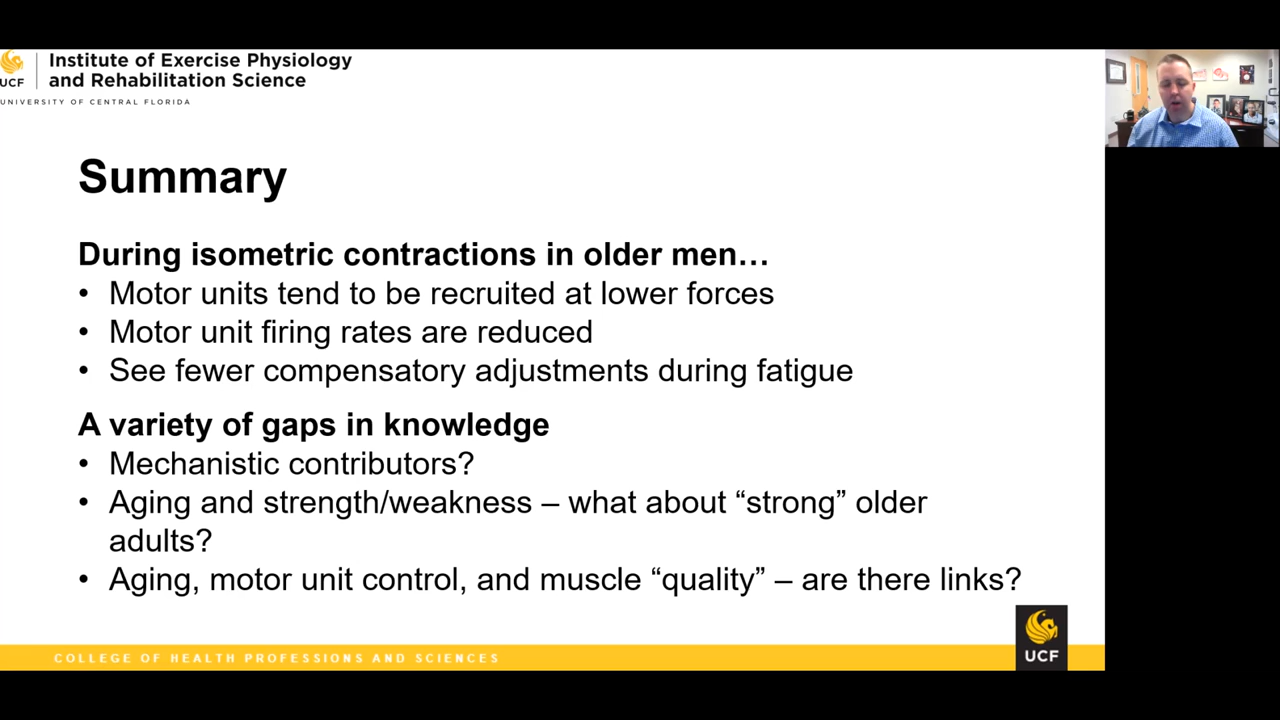 Institute of Exercise Physiology
and Rehabilitation Science
UCF
UNIVERSITY OF CENTRAL FLORIDA
Summary
During isometric contractions in older men…
• Motor units tend to be recruited at lower forces
• Motor unit firing rates are reduced
• See fewer compensatory adjustments during fatigue
A variety of gaps in knowledge
• Mechanistic contributors?
• Aging and strength/weakness – what about “strong” older
adults?
• Aging, motor unit control, and muscle “quality” – are there links?
COLLEGE OF HEALTH PROFESSIONS AND SCIENCES
UCF